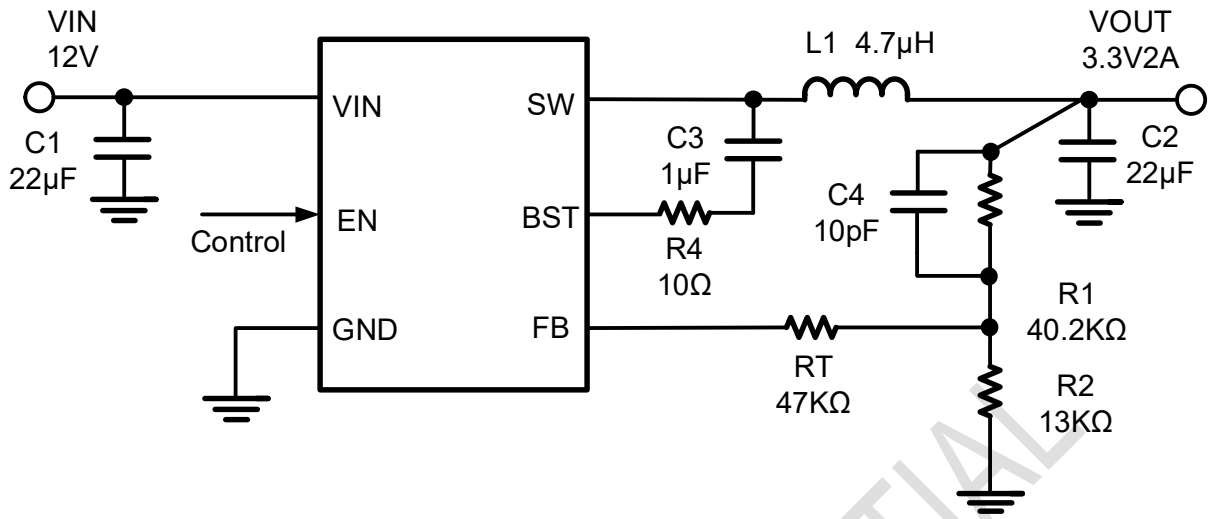 VIN
12V
C1
22µF
VIN
EN
Control
GND
SW
BST
FB
L1 4.7µH
C3
1µF
R4
10Ω
C4
10pF
RT
47KΩ
R1
40.2KΩ
R2
13KΩ
VOUT
3.3V2A
C2
22µF
TIAL